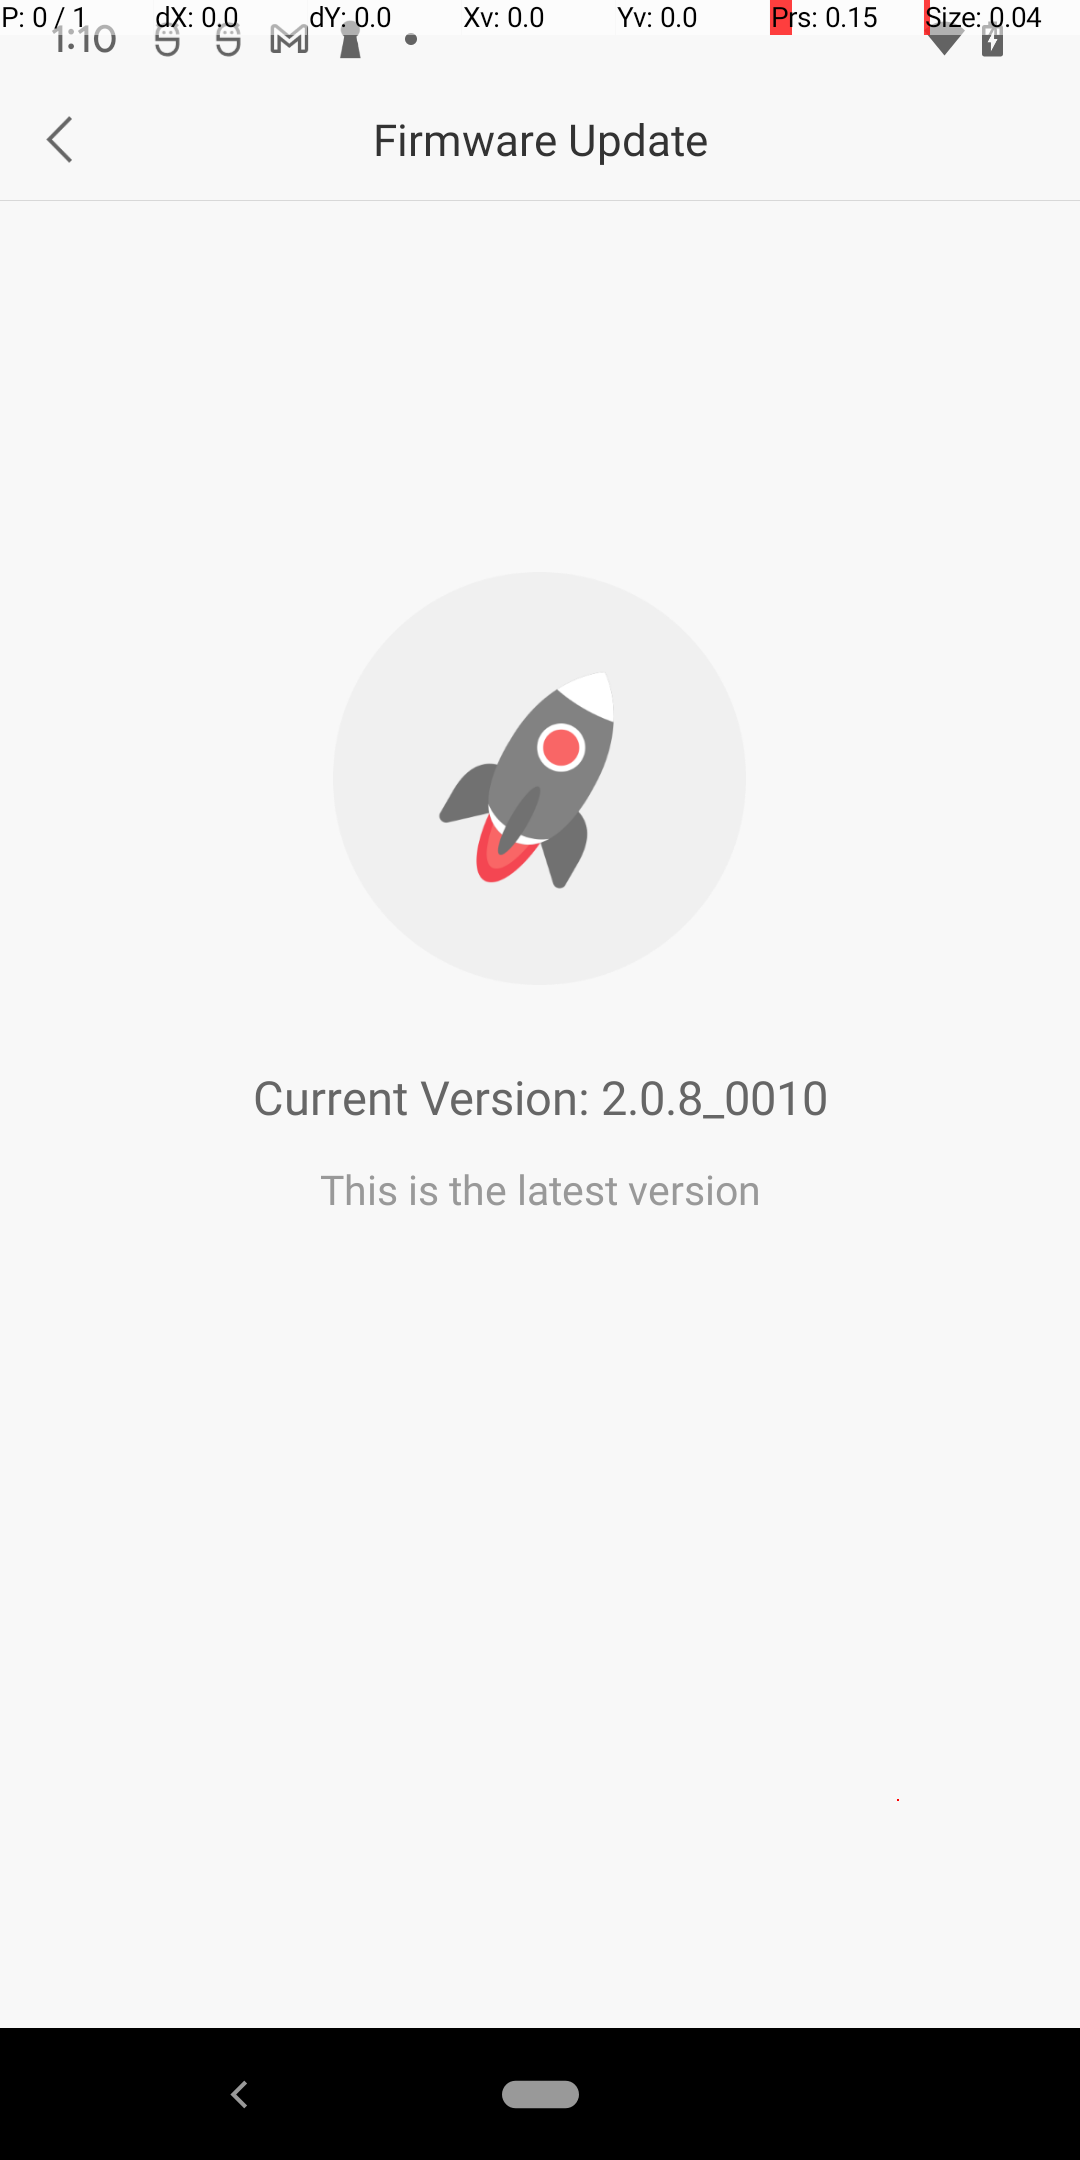 P: 0 / 1 dX: 0.0 dY: 0.0 Xv: 0.0 Yv: 0.0 Prs: 0.15 Size: 0.04
1:10
Firmware Update
Current Version: 2.0.8_0010
This is the latest version